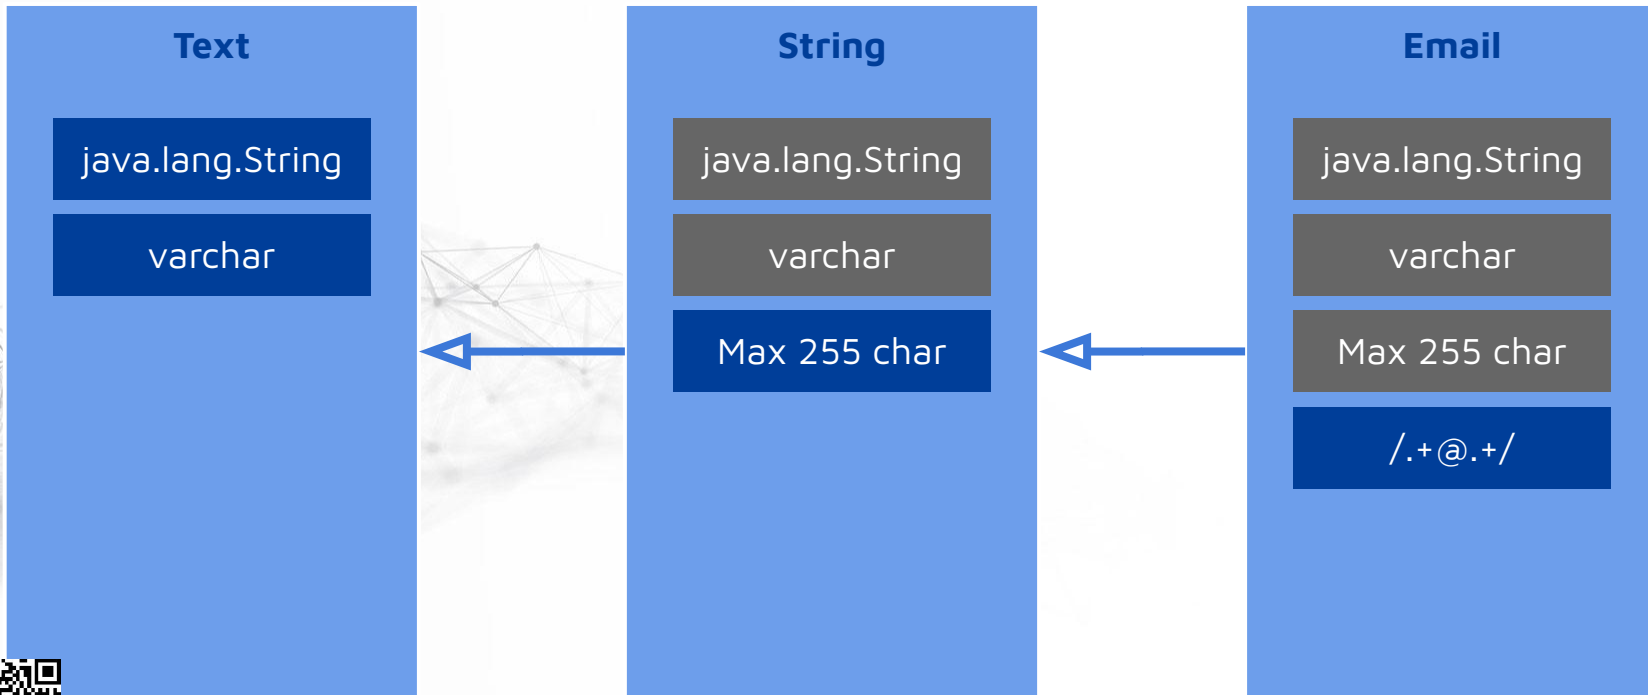 Text
java.lang.String
varchar
String
java.lang.String
varchar
Max 255 char
Email
java.lang.String
varchar
Max 255 char
/.+@.+/